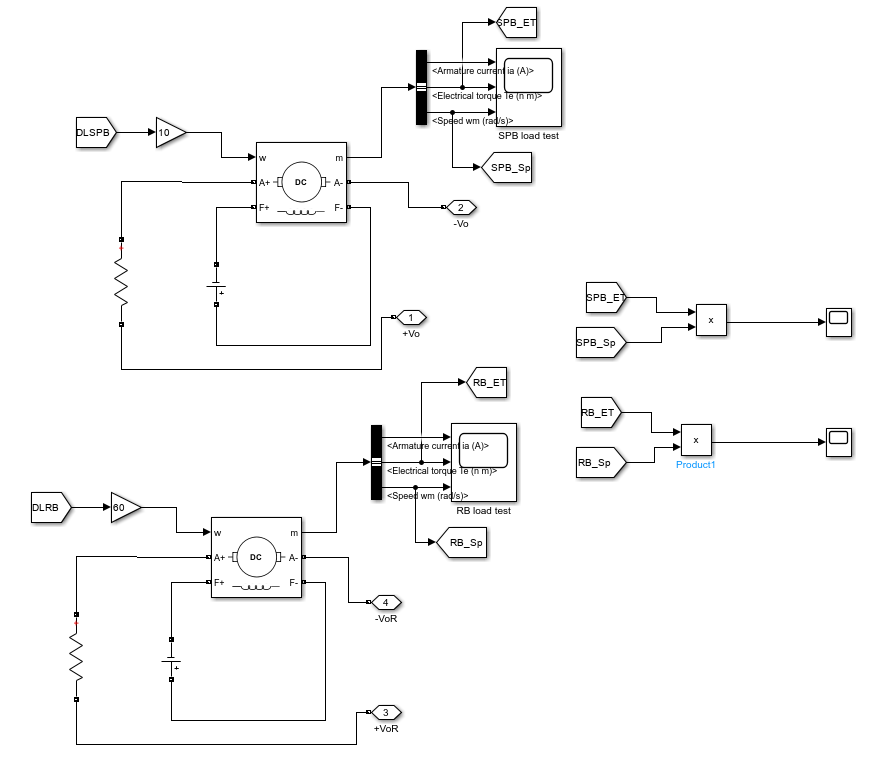 SPB_ET
<Armature current ia (A)>
<Electrical torque Te (n m)>
<Speed wm (rad/s)>
SPB load test
DLSPB
10
w
m
A+
DC
A-
F+
F-
SPB_Sp
2
-Vo
+
+
1
+Vo
SPB_ET
x
SPB_Sp
RB_ET
<Armature current ia (A)>
<Electrical torque Te (n m)>
<Speed wm (rad/s)>
RB load test
RB_ET
x
RB_Sp
Product1
DLRB
60
w
m
A+
DC
A-
F+
F-
RB_Sp
4
-VoR
+
+
3
+VoR